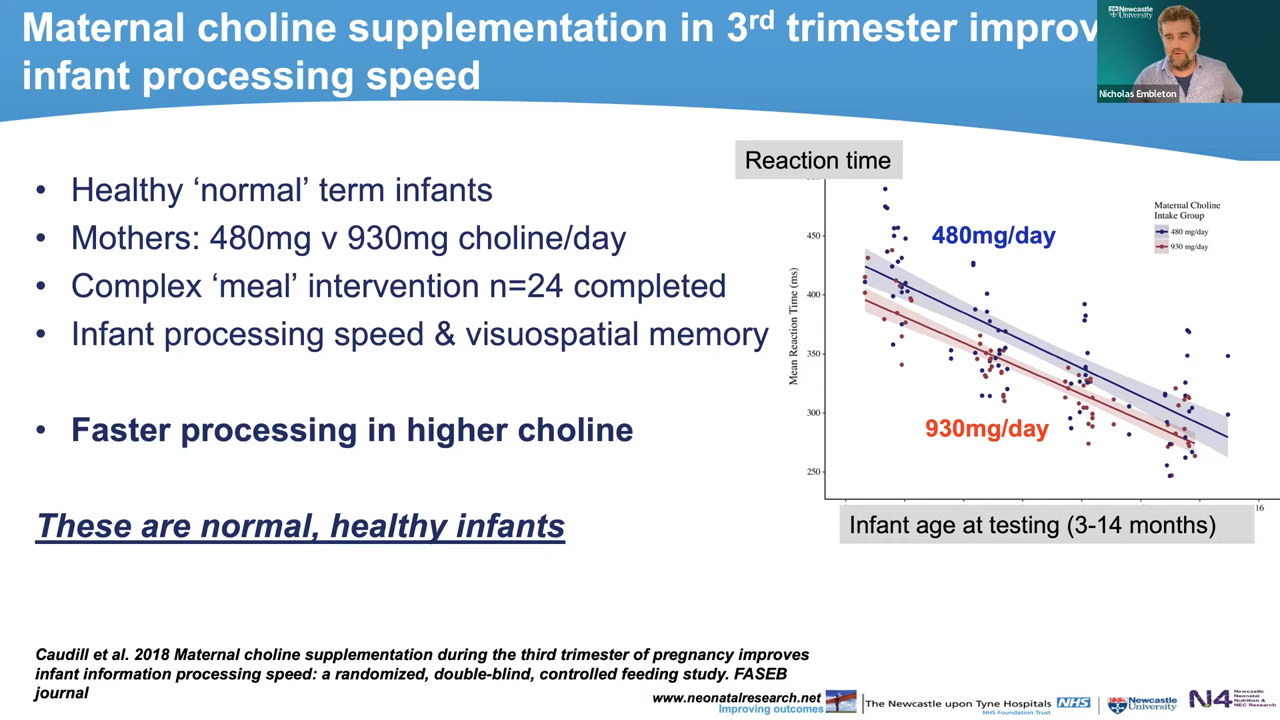 Maternal choline supplementation in 3rd trimester improv
infant processing speed
Newcastle
University
Nicholas Embleton
• Healthy ‘normal’ term infants
• Mothers: 480mg v 930mg choline/day
• Complex ‘meal’ intervention n=24 completed
• Infant processing speed & visuospatial memory
• Faster processing in higher choline
These are normal, healthy infants
Reaction time
Maternal Choline
Intake Group
480 mg/day
930 mg/day
480mg/day
930mg/day
Mean Reaction Time (ms)
450
400
350
300
250
16
Infant age at testing (3-14 months)
Caudill et al. 2018 Maternal choline supplementation during the third trimester of pregnancy improves
infant information processing speed: a randomized, double-blind, controlled feeding study. FASEB
journal
www.neonatalresearch.net
Improving outcomes
The Newcastle upon Tyne Hospitals
NHS
NHS Foundation Trust
Newcastle
University
N4
Newcastle
Neonatal
Nutrition &
NEC Research